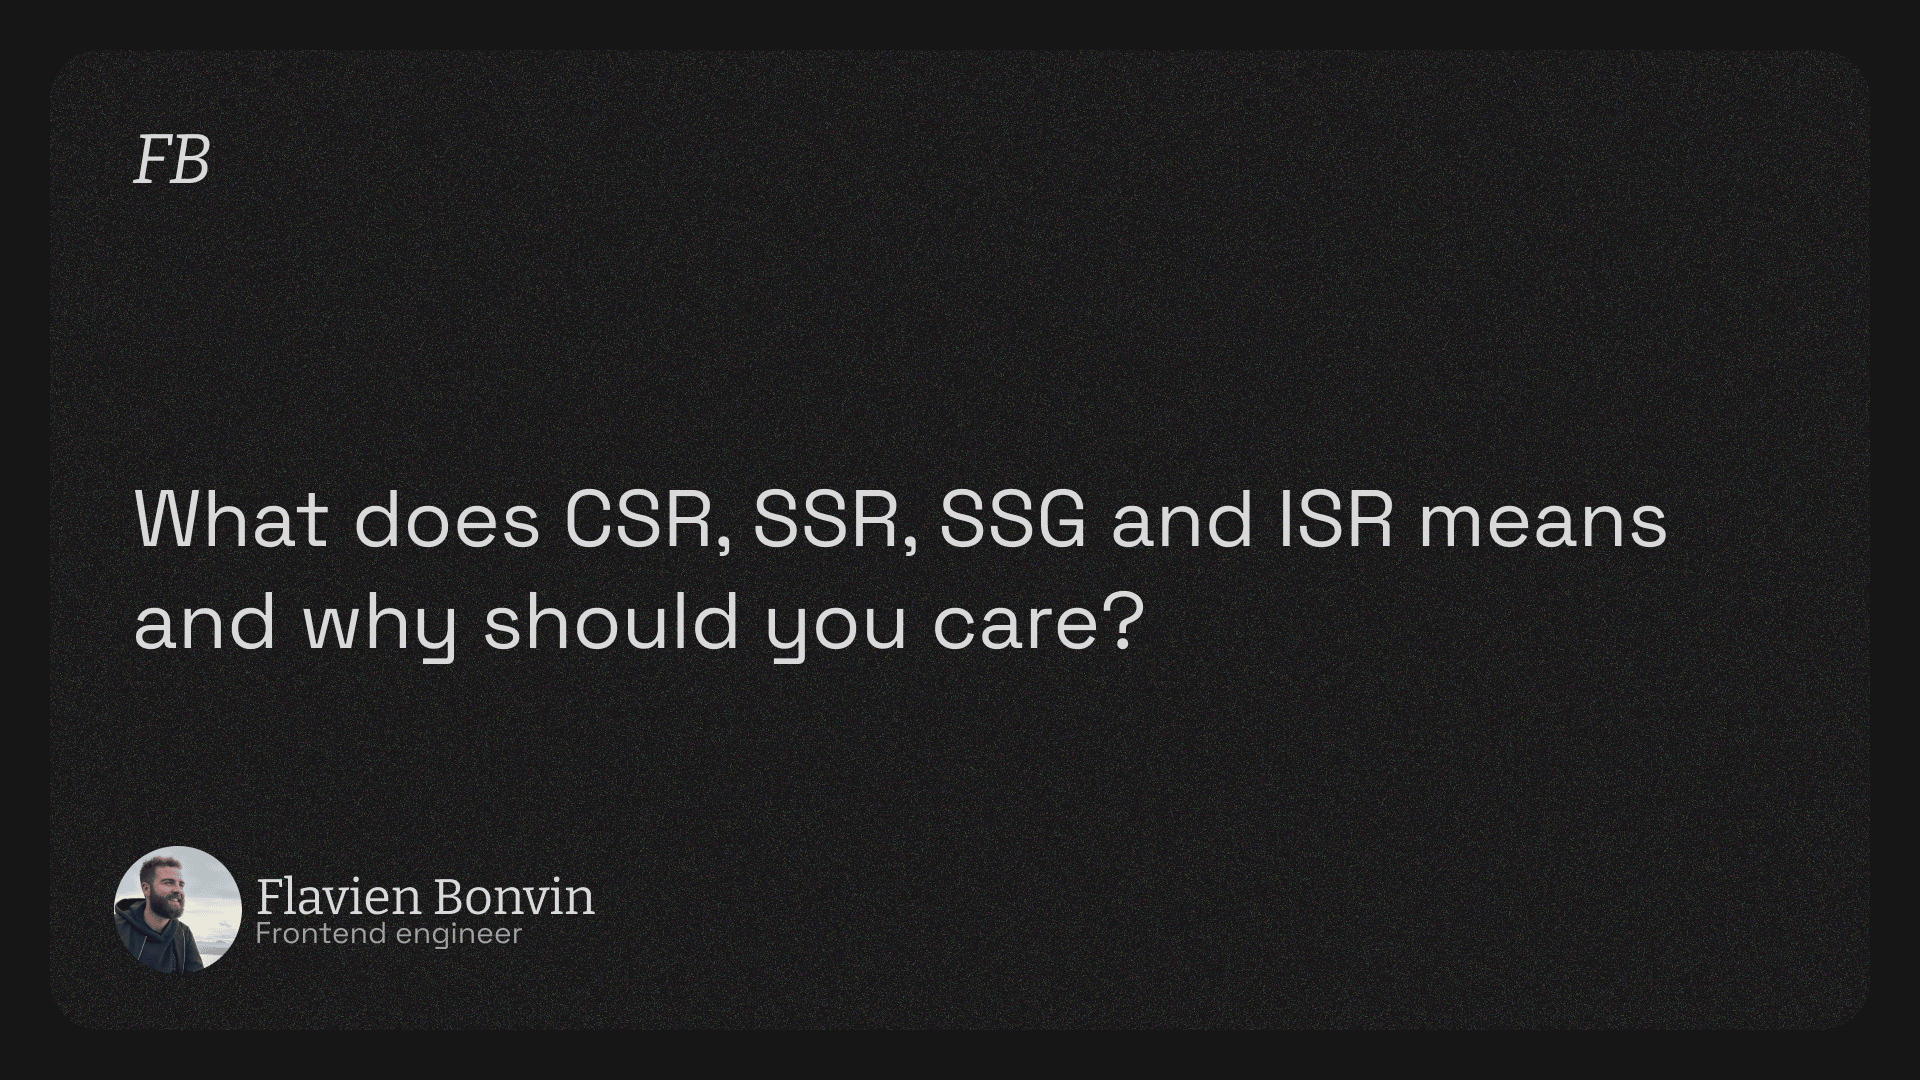 FB
What does CSR, SSR, SSG and ISR means
and why should you care?
Flavien Bonvin
Frontend engineer